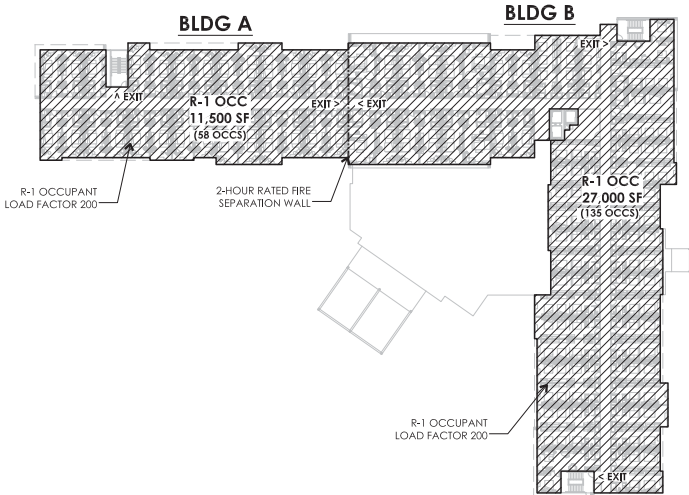 BLDG A
BLDG B
EXIT >
^ EXIT
R-1 OCC
11,500 SF
(58 OCCS)
EXIT >
< EXIT
R-1 OCCUPANT
LOAD FACTOR 200
2-HOUR RATED FIRE
SEPARATION WALL
R-1 OCC
27,000 SF
(135 OCCS)
R-1 OCCUPANT
LOAD FACTOR 200
< EXIT